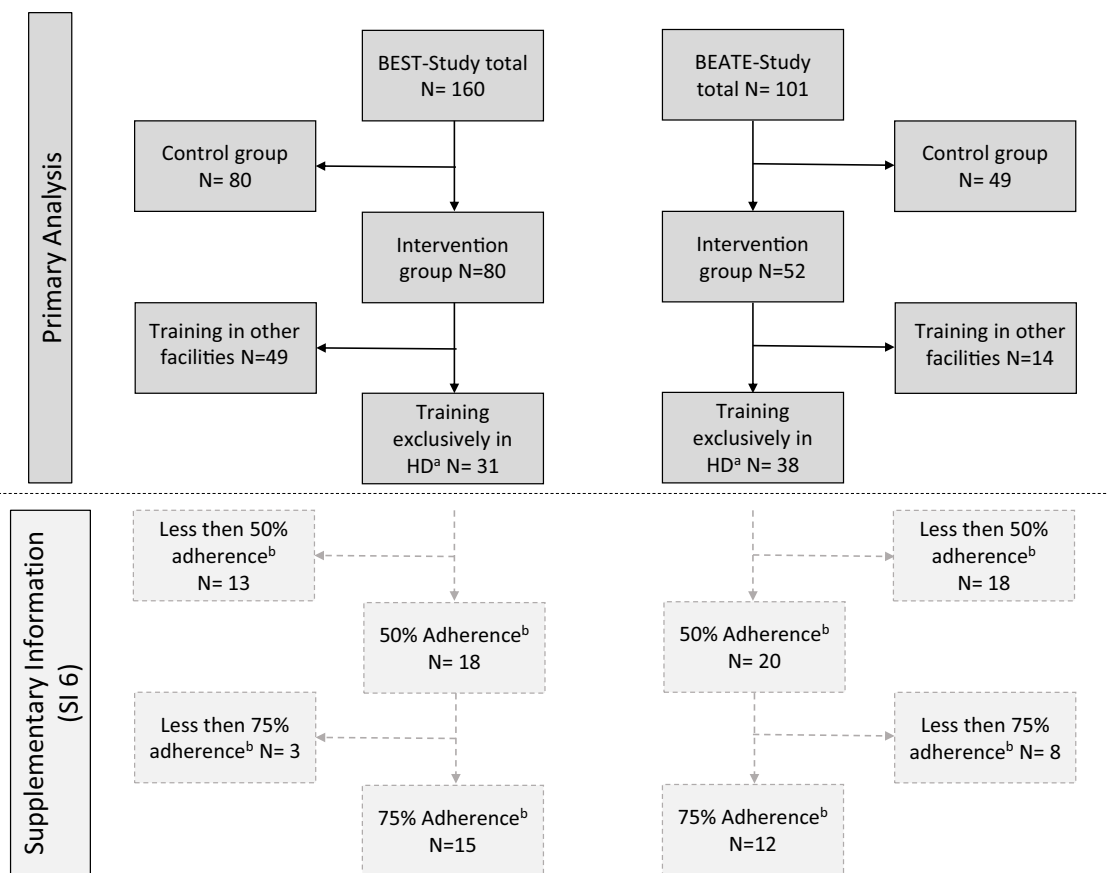 Primary Analysis
BEST-Study total
N= 160
BEATE-Study
total N= 101
Control group
N= 80
Control group
N= 49
Intervention
group N=80
Intervention
group N=52
Training in other
facilities N=49
Training in other
facilities N=14
Training
exclusively in
HDᵃ N= 31
Training
exclusively in
HDᵃ N= 38
Supplementary Information
(SI 6)
Less then 50%
adherenceᵇ
N= 13
Less then 50%
adherenceᵇ
N= 18
50% Adherenceᵇ
N= 18
50% Adherenceᵇ
N= 20
Less then 75%
adherenceᵇ N= 3
Less then 75%
adherenceᵇ N= 8
75% Adherenceᵇ
N=15
75% Adherenceᵇ
N=12